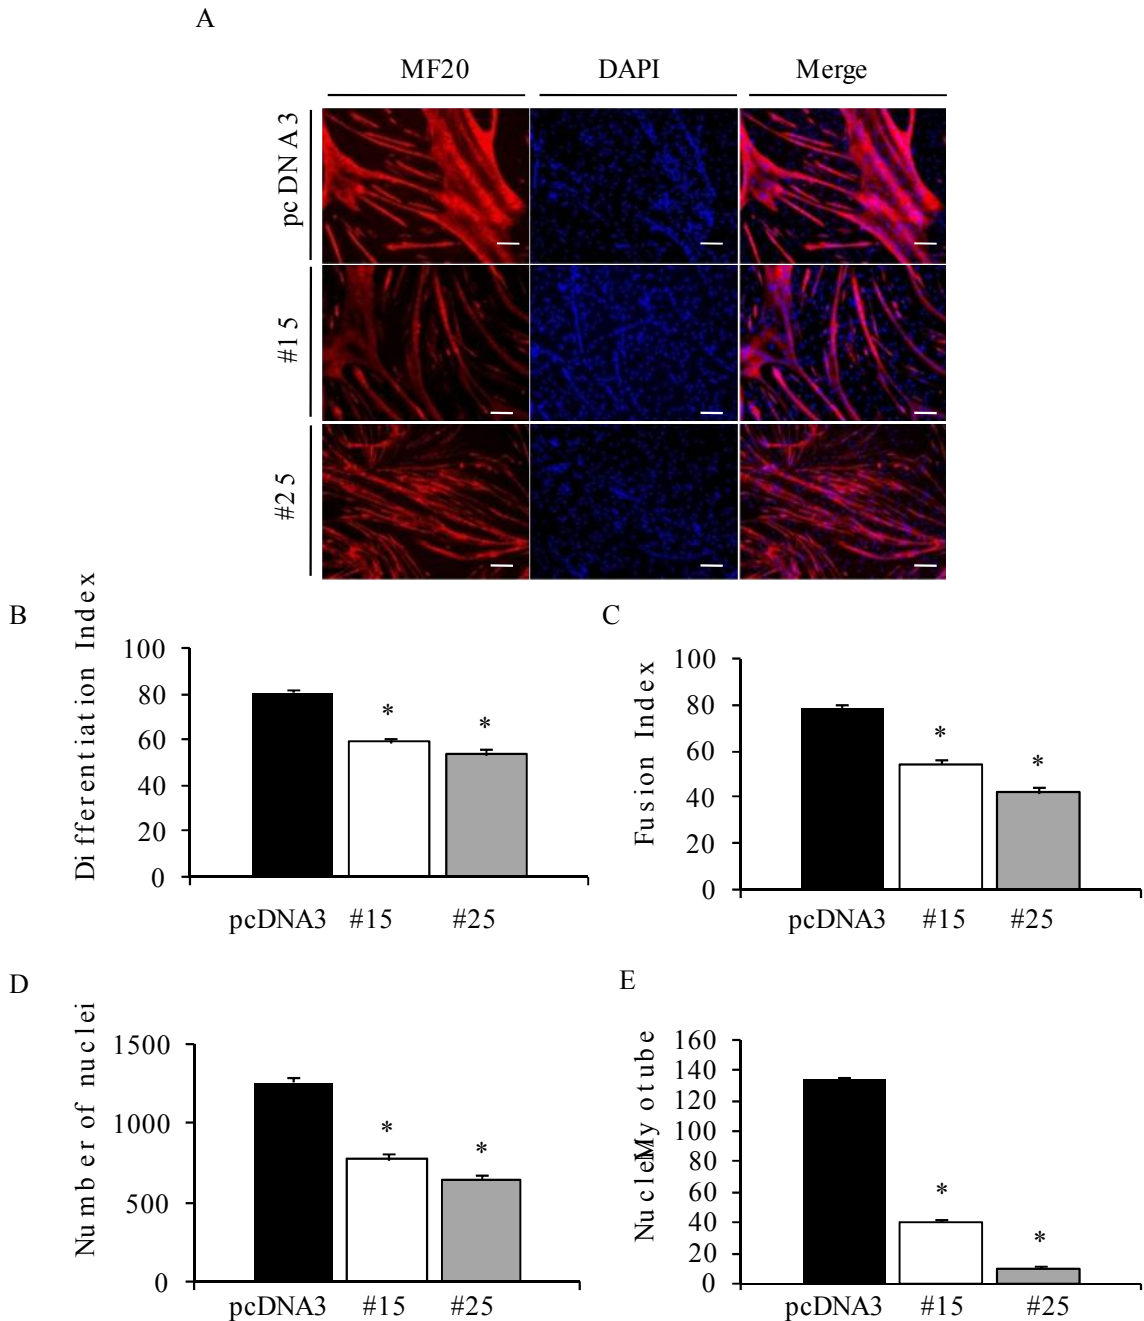 A
MF20 DAPI Merge
pcDNA3
#15
#25
B
Differentiation Index
100
80
60
40
20
0
* *
pcDNA3 #15 #25
C
Fusion Index
100
80
60
40
20
0
* *
pcDNA3 #15 #25
D
Number of nuclei
1500
1000
500
0
* *
pcDNA3 #15 #25
E
Nuclei/Myotube
160
140
120
100
80
60
40
20
0
* *
pcDNA3 #15 #25